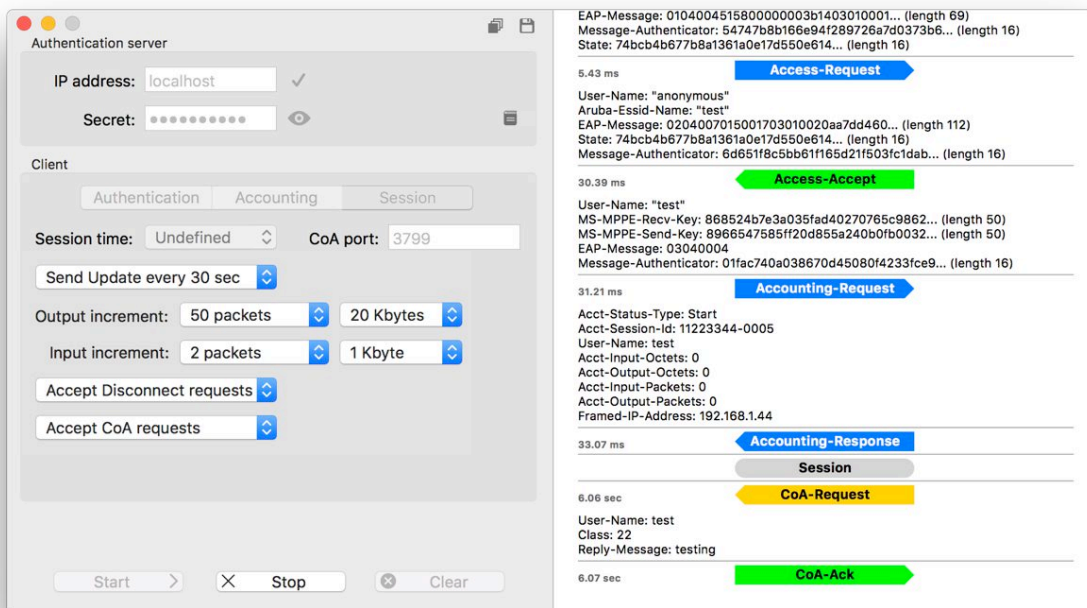 Authentication server
IP address: localhost
Secret: ●●●●●●●●●●
Client
Authentication Accounting Session
Session time: Undefined CoA port: 3799
Send Update every 30 sec
Output increment: 50 packets 20 Kbytes
Input increment: 2 packets 1 Kbyte
Accept Disconnect requests
Accept CoA requests
Start Stop Clear
EAP-Message: 0104004515800000003b1403010001... (length 69)
Message-Authenticator: 54747b8b166e94f289726a7d0373b6... (length 16)
State: 74bcb4b677b8a1361a0e17d550e614... (length 16)
5.43 ms Access-Request
User-Name: "anonymous"
Aruba-Essid-Name: "test"
EAP-Message: 0204007015001703010020aa7dd460... (length 112)
State: 74bcb4b677b8a1361a0e17d550e614... (length 16)
Message-Authenticator: 6d651f8c5bb61f165d21f503fc1dab... (length 16)
30.39 ms Access-Accept
User-Name: "test"
MS-MPPE-Recv-Key: 868524b7e3a035fad40270765c9862... (length 50)
MS-MPPE-Send-Key: 8966547585ff20d855a240b0fb0032... (length 50)
EAP-Message: 03040004
Message-Authenticator: 01fac740a038670d45080f4233fce9... (length 16)
31.21 ms Accounting-Request
Acct-Status-Type: Start
Acct-Session-Id: 11223344-0005
User-Name: test
Acct-Input-Octets: 0
Acct-Output-Octets: 0
Acct-Input-Packets: 0
Acct-Output-Packets: 0
Framed-IP-Address: 192.168.1.44
33.07 ms Accounting-Response
Session
6.06 sec CoA-Request
User-Name: test
Class: 22
Reply-Message: testing
6.07 sec CoA-Ack